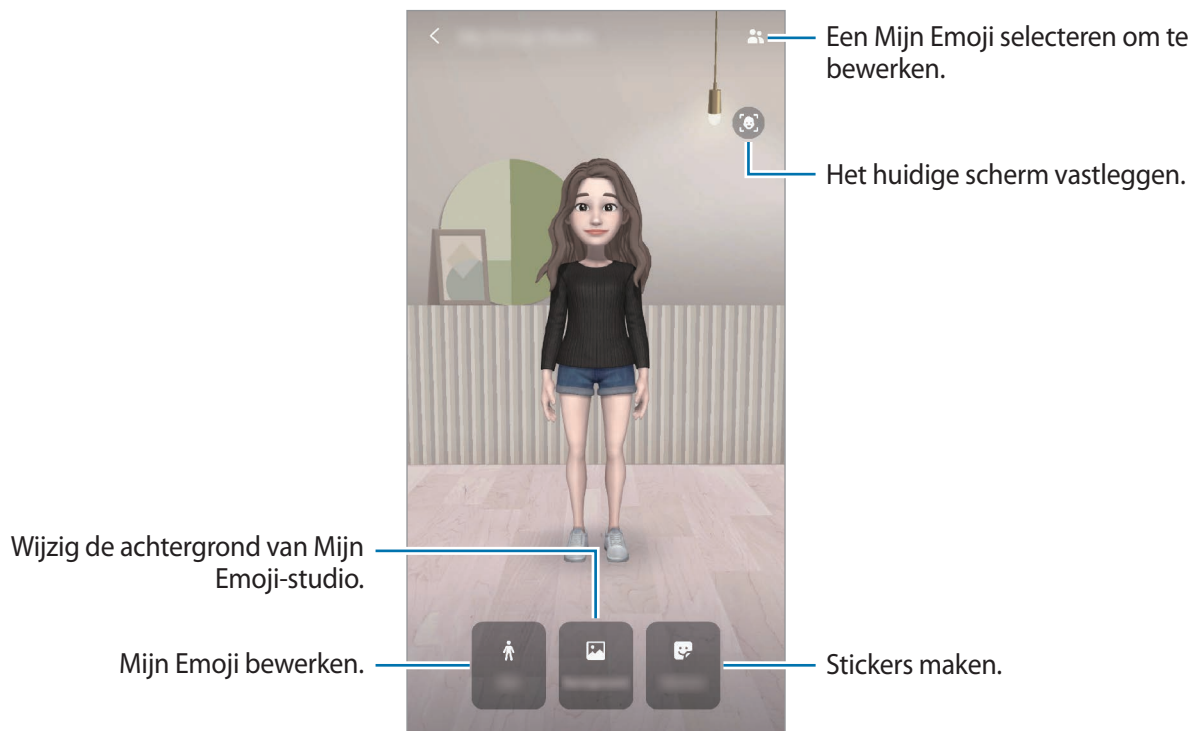 Een Mijn Emoji selecteren om te
bewerken.
Het huidige scherm vastleggen.
Wijzig de achtergrond van Mijn
Emoji-studio.
Mijn Emoji bewerken.
Stickers maken.